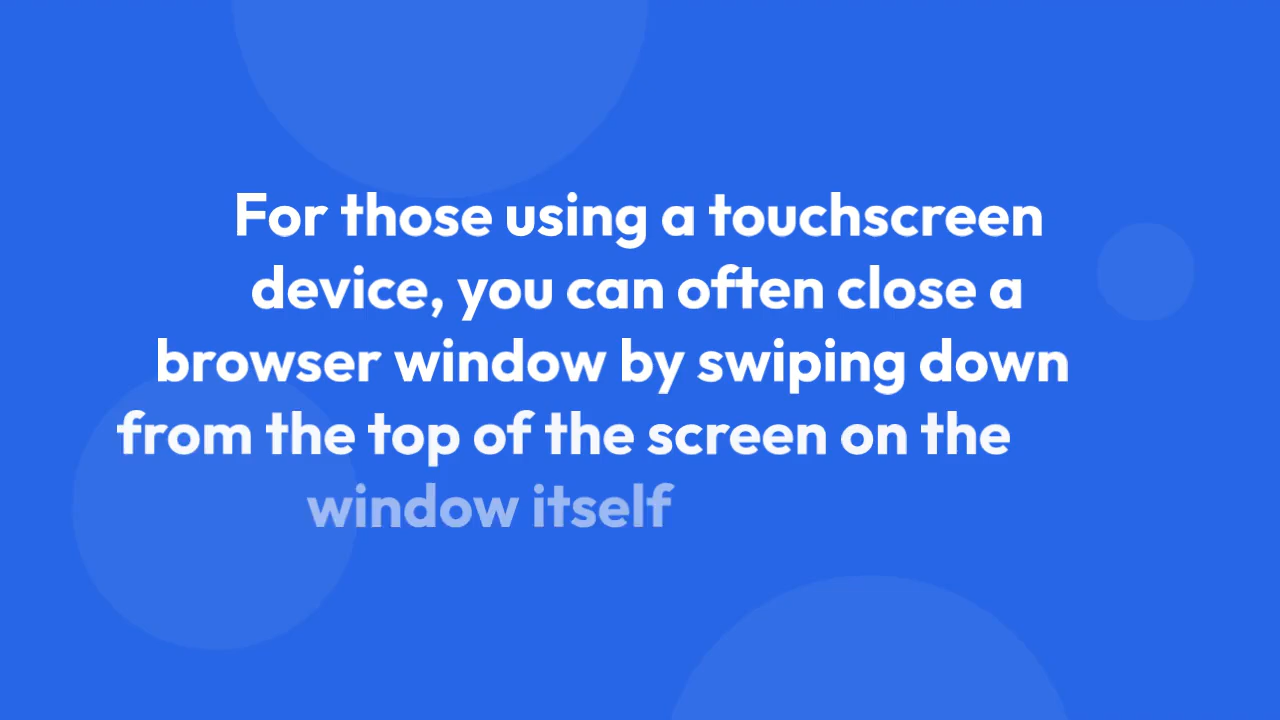 For those using a touchscreen
device, you can often close a
browser window by swiping down
from the top of the screen on the
window itself